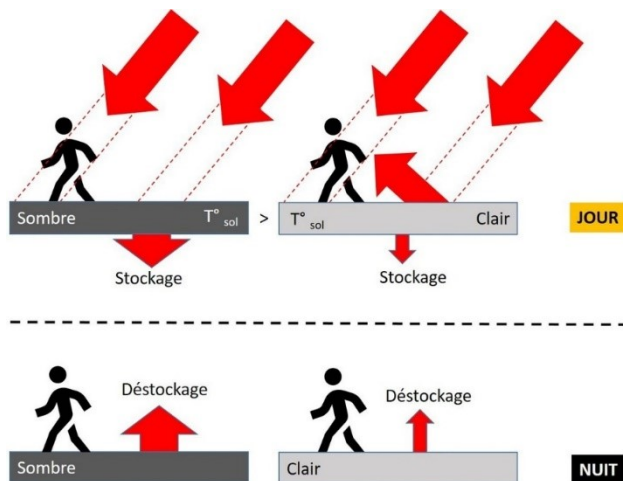 Sombre T° sol > T° sol Clair JOUR
Stockage Stockage
Déstockage Déstockage
Sombre Clair NUIT